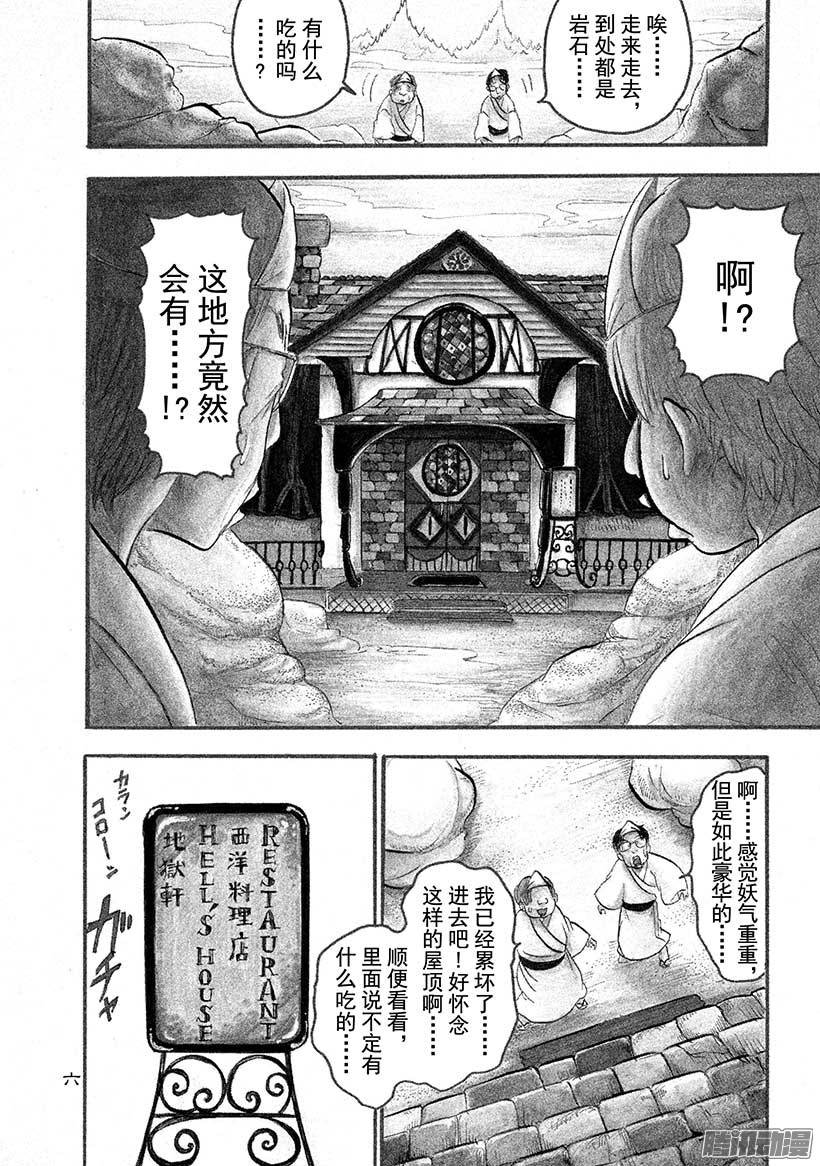 唉……
走来走去，
到处都是
岩石……
有什么
吃的吗
……？
啊
!?
这地方竟然
会有……!?
啊……感觉妖气重重，
但是如此豪华的……
我已经累坏了……
进去吧！好怀念
这样的屋顶啊……
顺便看看，
里面说不定有
什么吃的……
RESTAURANT
西洋料理店
HELL'S HOUSE
地獄軒
カラン
コローン
ガチャ
六
腾讯动漫